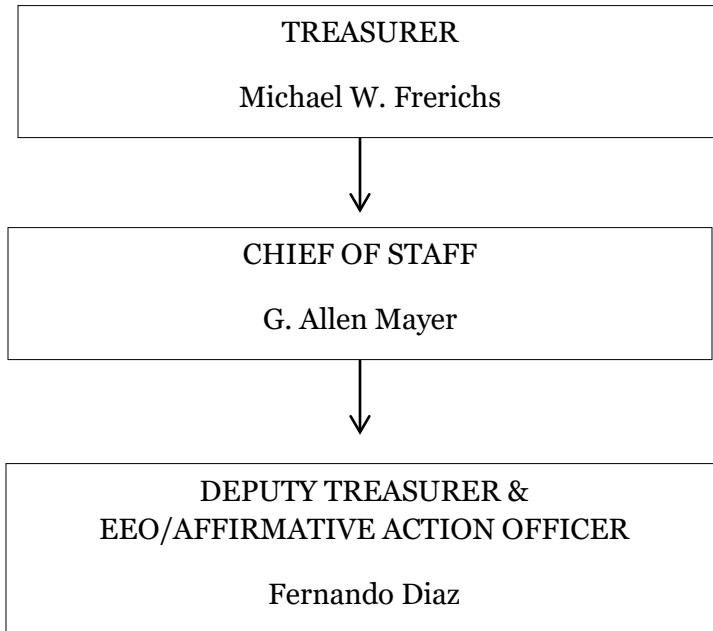 TREASURER
Michael W. Frerichs
CHIEF OF STAFF
G. Allen Mayer
DEPUTY TREASURER &
EEO/AFFIRMATIVE ACTION OFFICER
Fernando Diaz